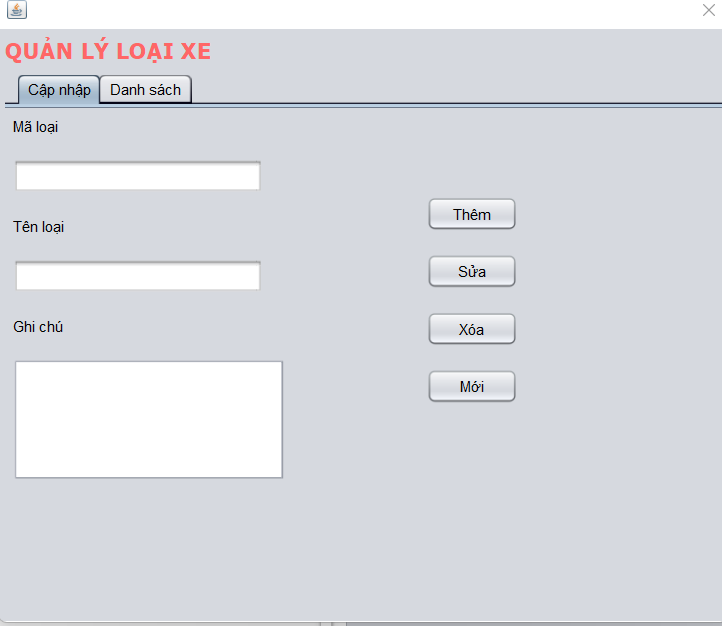 QUẢN LÝ LOẠI XE
Cập nhập Danh sách
Mã loại
Tên loại
Ghi chú
Thêm
Sửa
Xóa
Mới